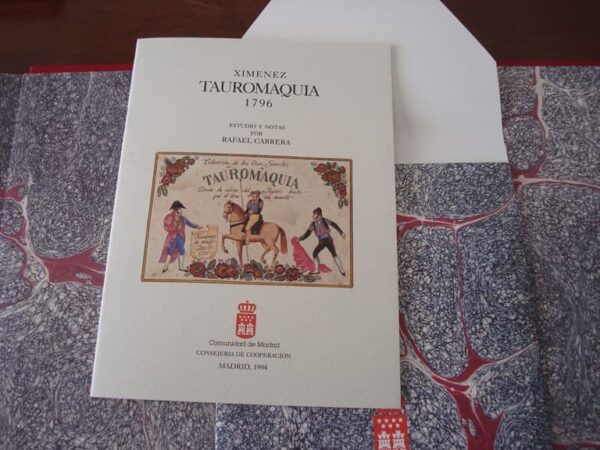 XIMENEZ
TAUROMAQUIA
1796
ESTUDIO Y NOTAS
POR
RAFAEL CABRERA
TAUROMAQUIA
Comunidad de Madrid
CONSEJERIA DE COOPERACION
MADRID, 1994